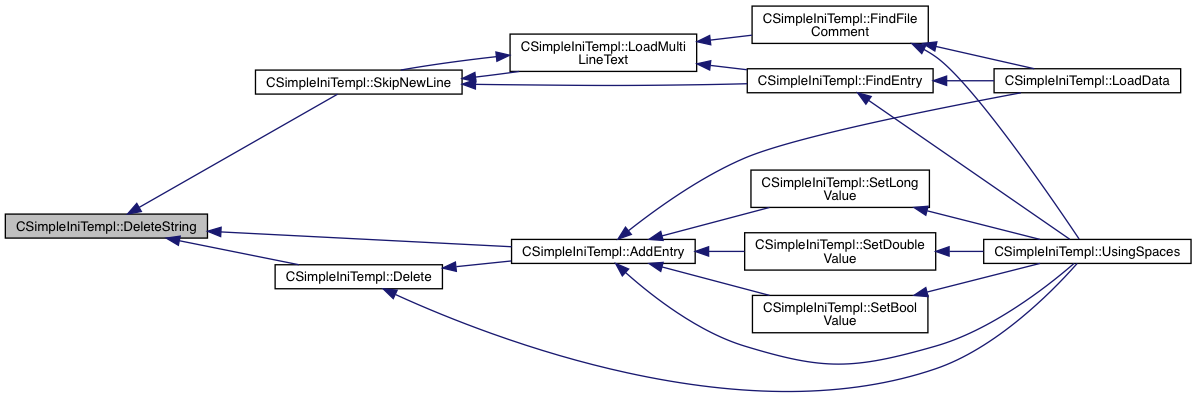 CSimpleIniTempl::FindFile
Comment
CSimpleIniTempl::LoadMulti
LineText
CSimpleIniTempl::SkipNewLine
CSimpleIniTempl::FindEntry
CSimpleIniTempl::LoadData
CSimpleIniTempl::SetLong
Value
CSimpleIniTempl::DeleteString
CSimpleIniTempl::AddEntry
CSimpleIniTempl::SetDouble
Value
CSimpleIniTempl::UsingSpaces
CSimpleIniTempl::Delete
CSimpleIniTempl::SetBool
Value